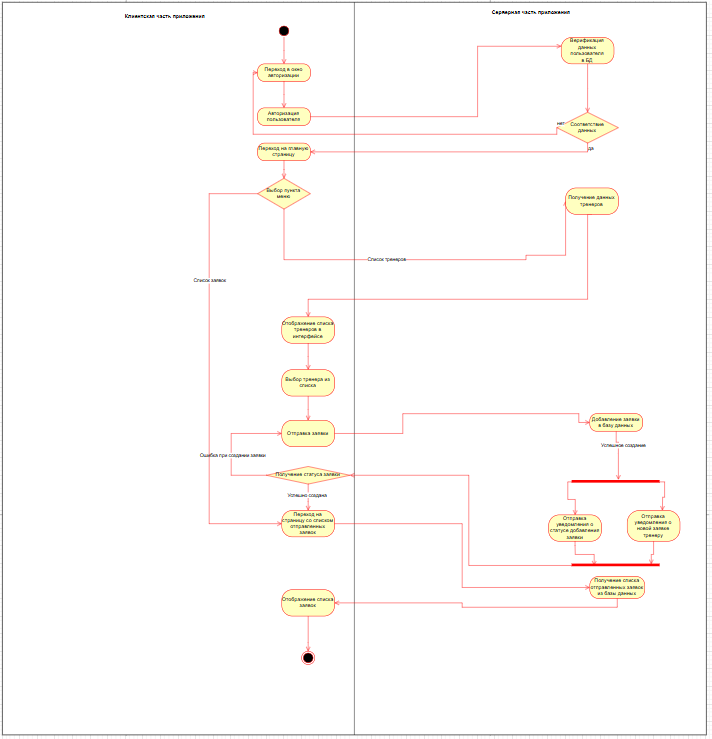 Клиентская часть приложения
Серверная часть приложения
Верификация
данных
пользователя
в БД
Переход в окно
авторизации
Авторизация
пользователя
нет
Соответствие
данных
да
Переход на главную
страницу
Выбор пункта
меню
Получение данных
тренеров
Список тренеров
Список заявок
Отображение списка
тренеров в
интерфейсе
Выбор тренера из
списка
Отправка заявки
Добавление заявки
в базу данных
Успешное создание
Ошибка при создании заявки
Получение статуса заявки
Успешно создана
Переход на
страницу со списком
отправленных
заявок
Отправка
уведомления о
статусе добавления
заявки
Отправка
уведомления о
новой заявке
тренеру
Получение списка
отправленных заявок
из базы данных
Отображение списка
заявок